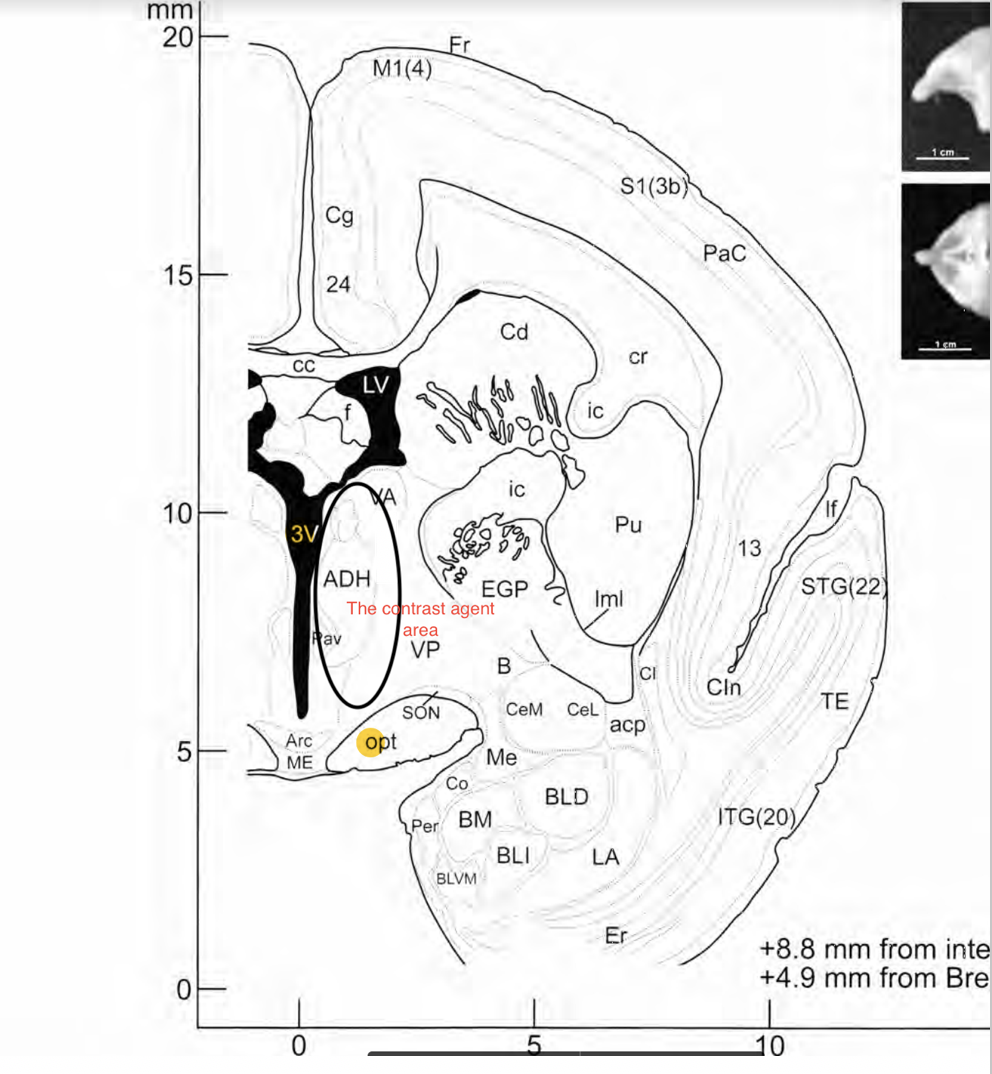 mm
20
Fr
M1(4)
1 cm
S1(3b)
Cg
PaC
15
24
Cd
1 cm
cr
cc
LV
ic
f
VA
ic
10
lf
Pu
3V
13
ADH
EGP
STG(22)
lml
The contrast agent
area
Pav
VP
B
Cl
CIn
TE
CeM
CeL
SON
acp
Arc
opt
5
ME
Me
Co
BLD
BM
ITG(20)
Per
BLI
LA
BLVM
Er
+8.8 mm from inte
+4.9 mm from Bre
0
0
5
10